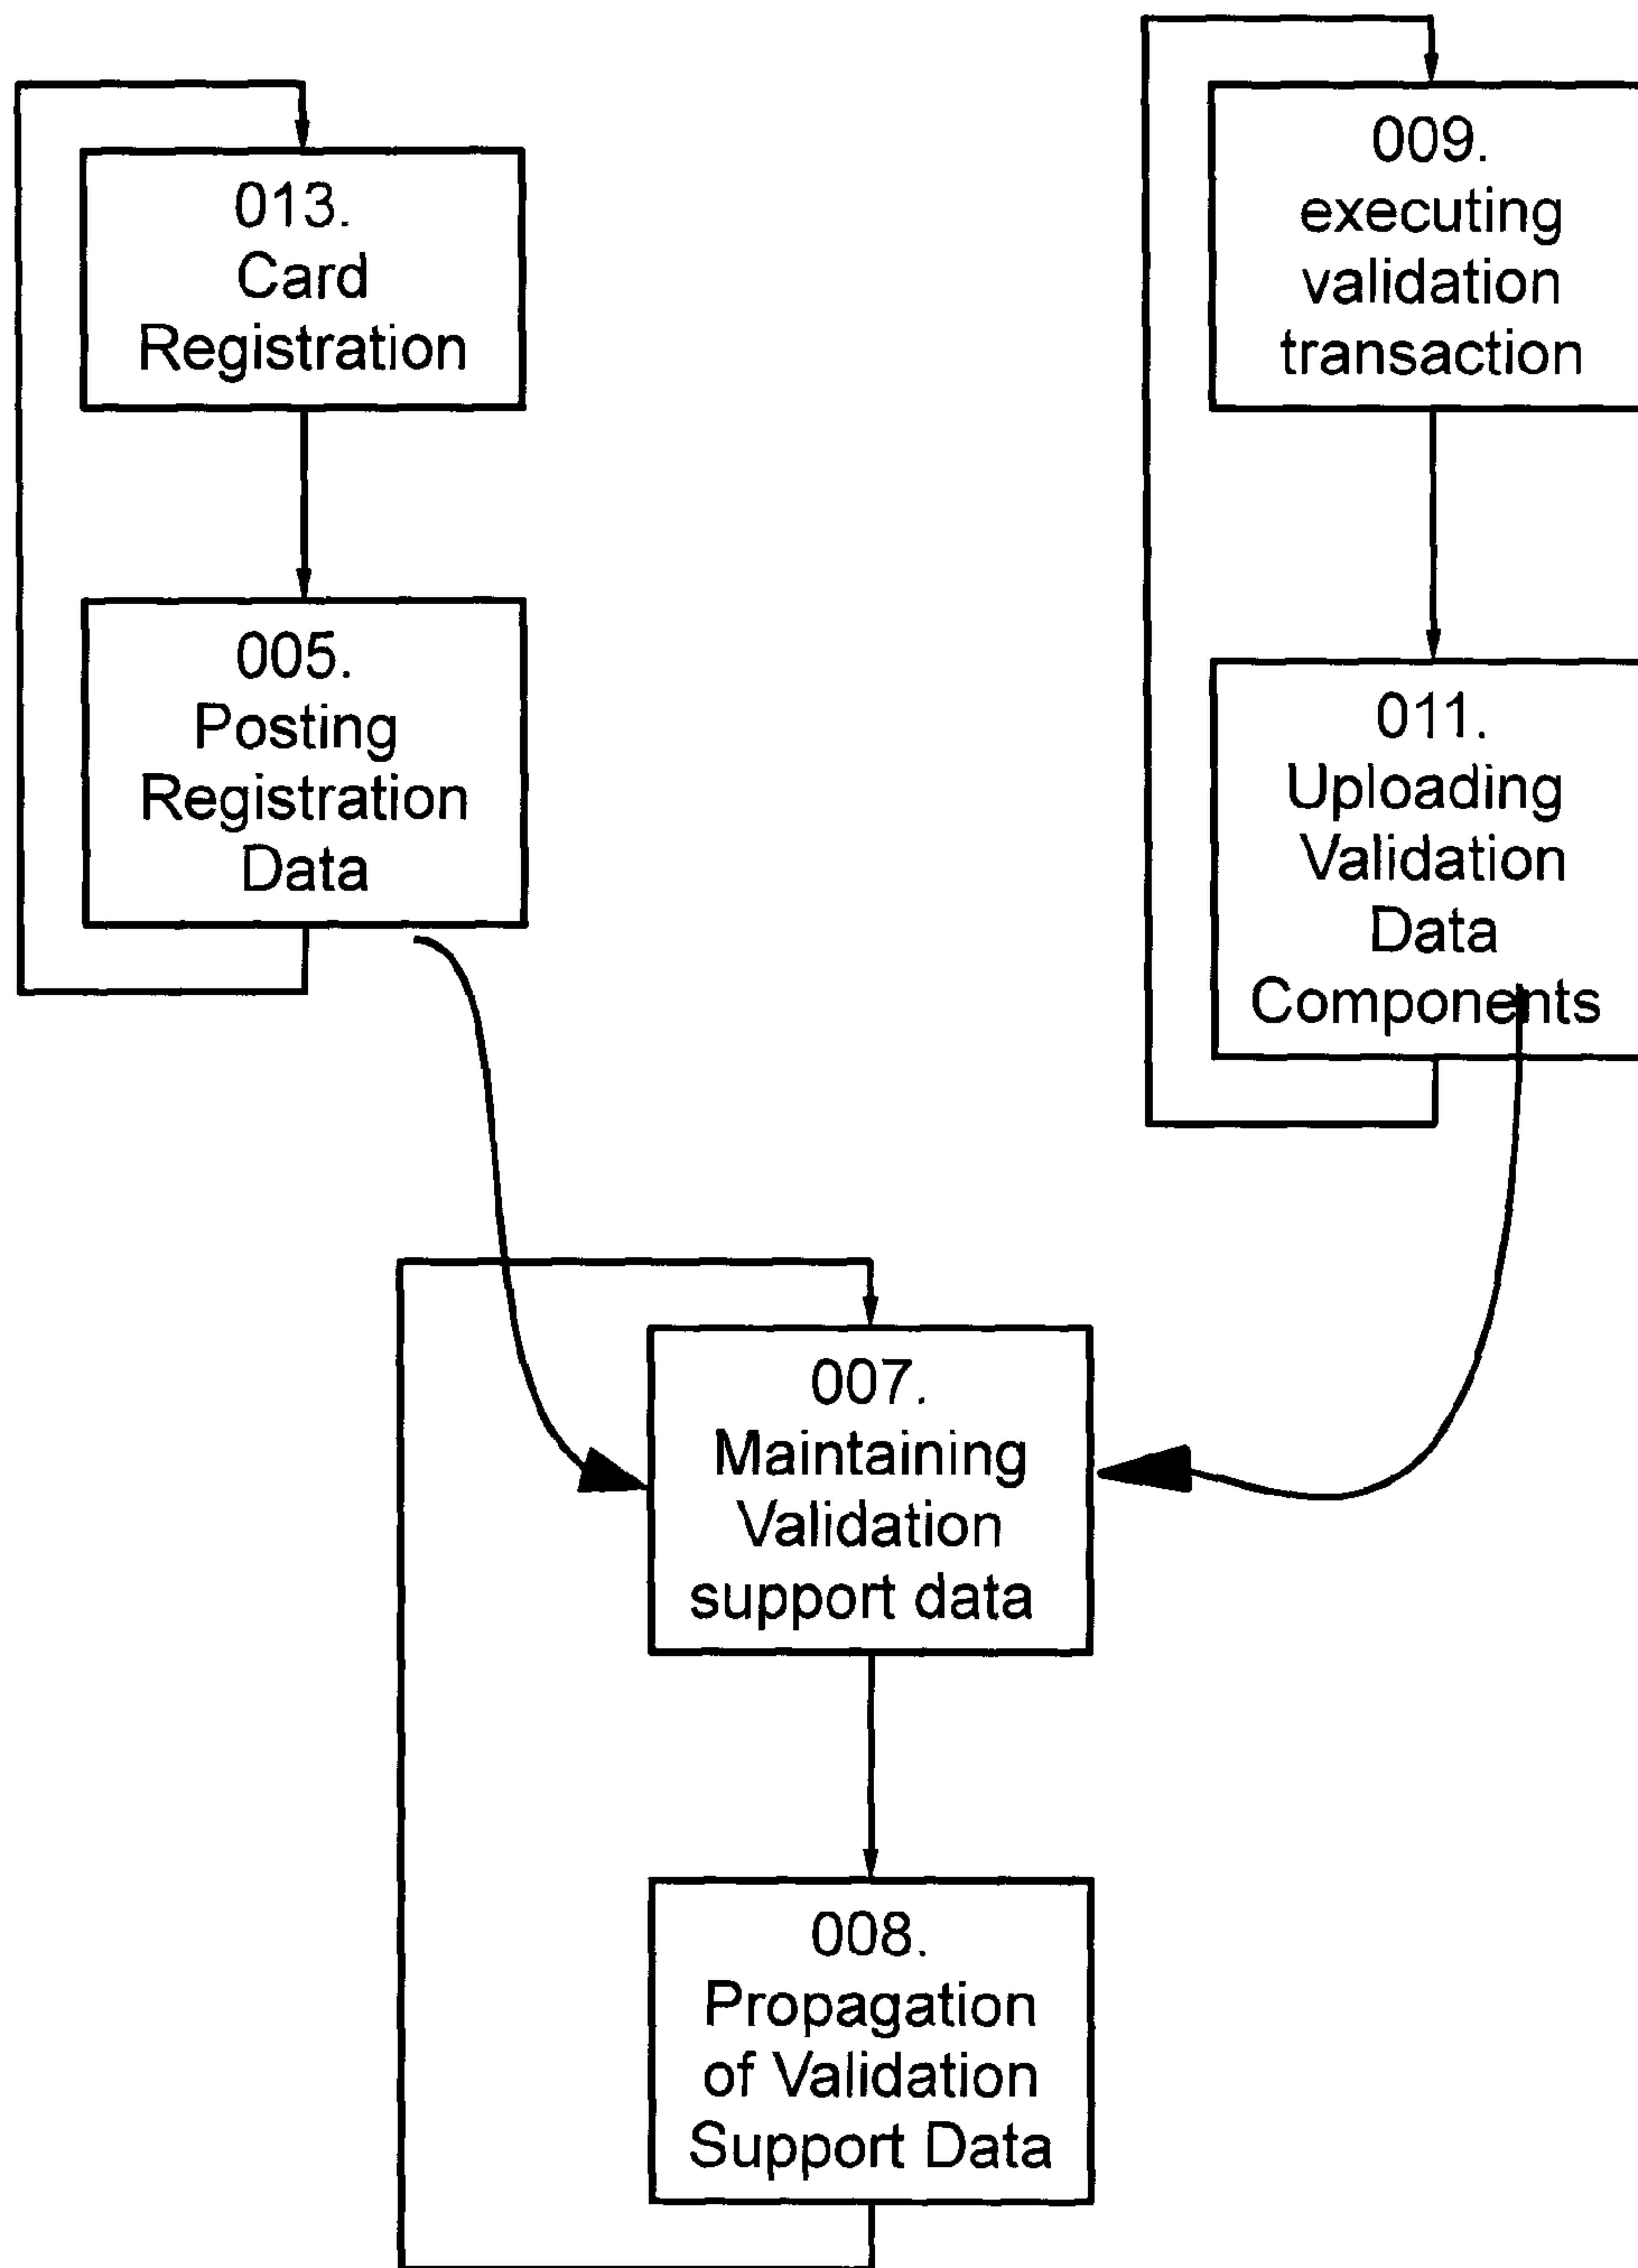 013.
Card
Registration
005.
Posting
Registration
Data
009.
executing
validation
transaction
011.
Uploading
Validation
Data
Components
007.
Maintaining
Validation
support data
008.
Propagation
of Validation
Support Data